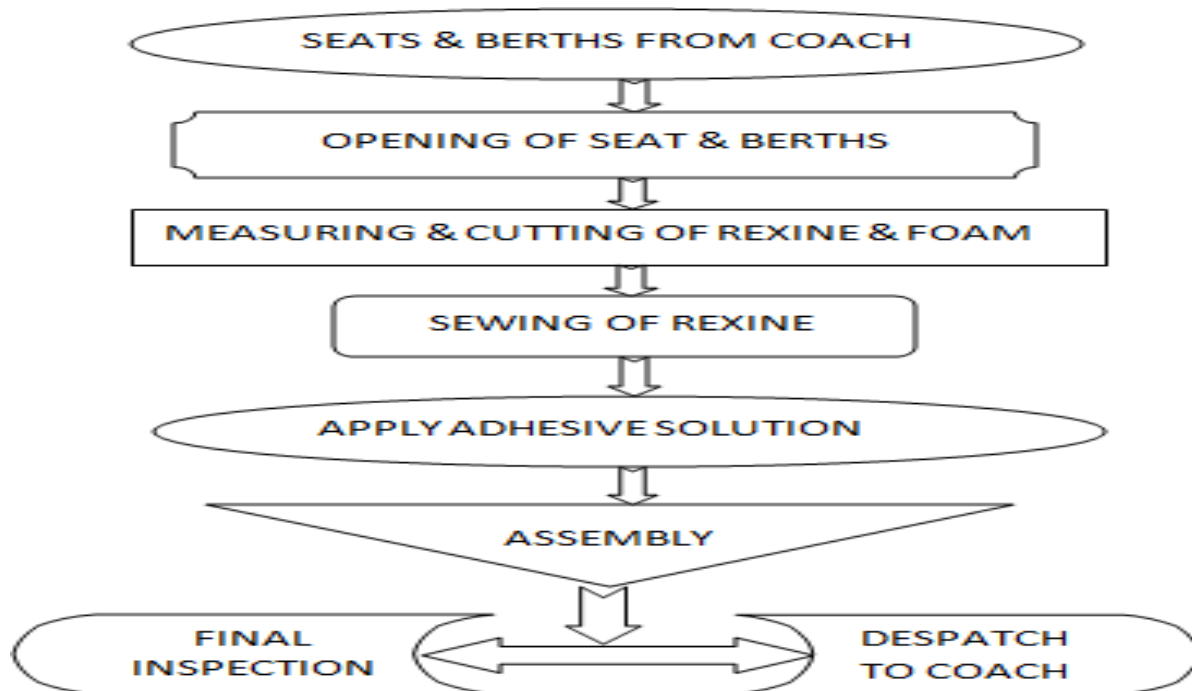 SEATS & BERTHS FROM COACH
OPENING OF SEAT & BERTHS
MEASURING & CUTTING OF REXINE & FOAM
SEWING OF REXINE
APPLY ADHESIVE SOLUTION
ASSEMBLY
FINAL
INSPECTION
DESPATCH
TO COACH